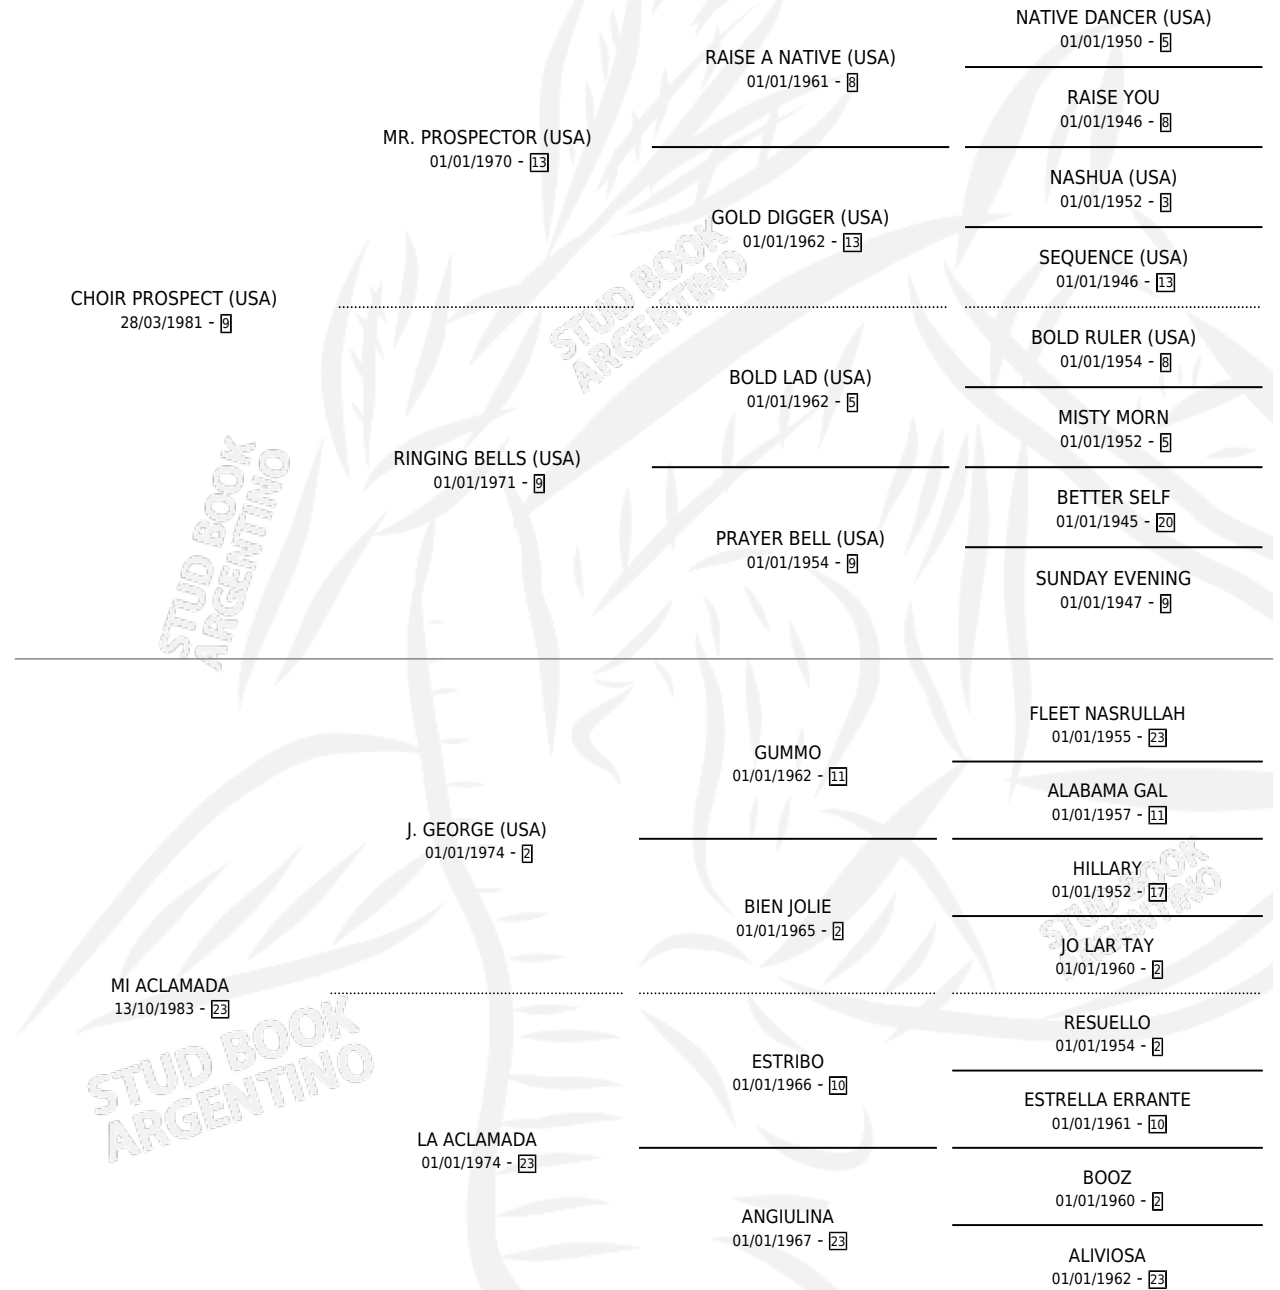 NATIVE DANCER (USA)
01/01/1950 - 5
RAISE A NATIVE (USA)
01/01/1961 - 8
RAISE YOU
01/01/1946 - 8
MR. PROSPECTOR (USA)
01/01/1970 - 13
NASHUA (USA)
01/01/1952 - 3
GOLD DIGGER (USA)
01/01/1962 - 13
SEQUENCE (USA)
01/01/1946 - 13
CHOIR PROSPECT (USA)
28/03/1981 - 9
STUD BOOK
ARGENTINO
BOLD RULER (USA)
01/01/1954 - 8
BOLD LAD (USA)
01/01/1962 - 5
MISTY MORN
01/01/1952 - 5
RINGING BELLS (USA)
01/01/1971 - 9
BETTER SELF
01/01/1945 - 20
PRAYER BELL (USA)
01/01/1954 - 9
SUNDAY EVENING
01/01/1947 - 9
STUD BOOK
ARGENTINO
FLEET NASRULLAH
01/01/1955 - 23
GUMMO
01/01/1962 - 11
ALABAMA GAL
01/01/1957 - 11
J. GEORGE (USA)
01/01/1974 - 2
HILLARY
01/01/1952 - 17
BIEN JOLIE
01/01/1965 - 2
STUD BOOK
ARGENTINO
JO LAR TAY
01/01/1960 - 2
MI ACLAMADA
13/10/1983 - 23
RESUELLO
01/01/1954 - 2
STUD BOOK
ARGENTINO
ESTRIBO
01/01/1966 - 10
ESTRELLA ERRANTE
01/01/1961 - 10
LA ACLAMADA
01/01/1974 - 23
BOOZ
01/01/1960 - 2
ANGIULINA
01/01/1967 - 23
ALIVIOSA
01/01/1962 - 23